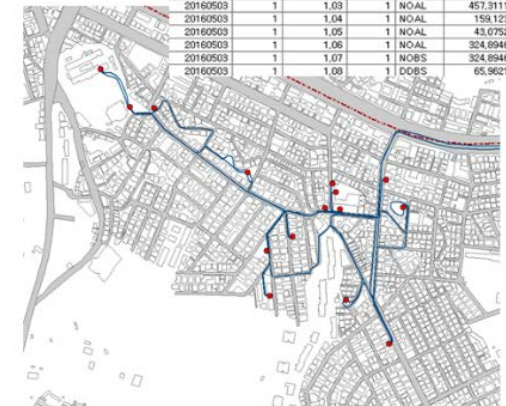 20160503 1 1,03 1 NOAL 457,3111
20160503 1 1,04 1 NOAL 159,123
20160503 1 1,05 1 NOAL 43,0752
20160503 1 1,06 1 NOAL 324,8946
20160503 1 1,07 1 NOBS 324,8946
20160503 1 1,08 1 DDBS 65,9621